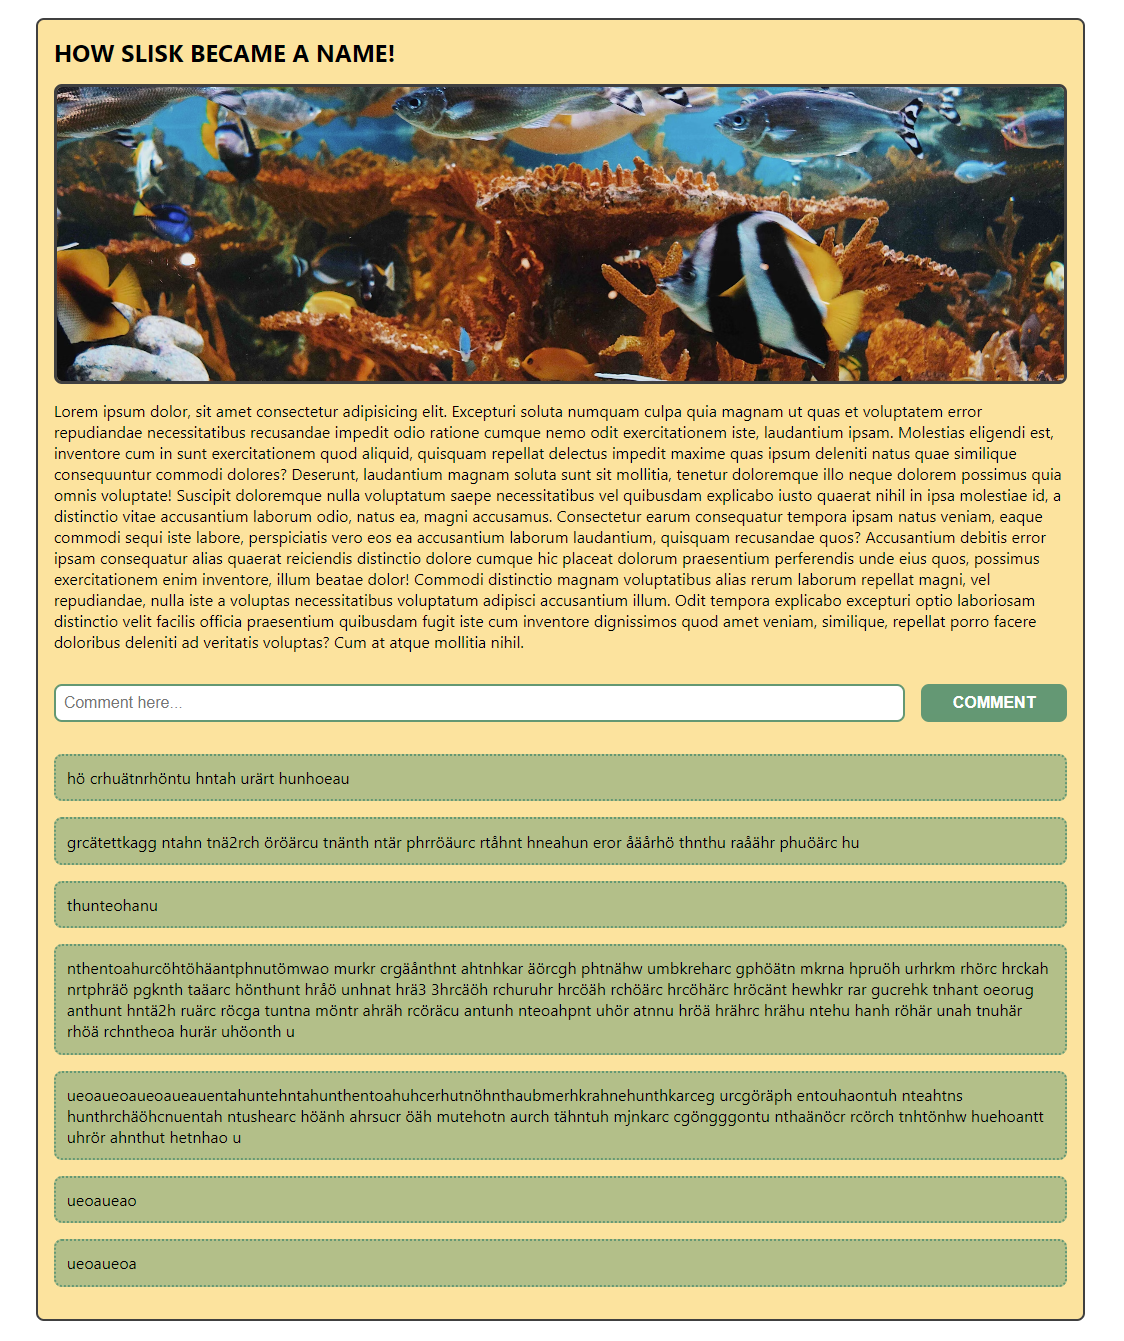 HOW SLISK BECAME A NAME!
Lorem ipsum dolor, sit amet consectetur adipisicing elit. Excepturi soluta numquam culpa quia magnam ut quas et voluptatem error
repudiandae necessitatibus recusandae impedit odio ratione cumque nemo odit exercitationem iste, laudantium ipsam. Molestias eligendi est,
inventore cum in sunt exercitationem quod aliquid, quisquam repellat delectus impedit maxime quas ipsum deleniti natus quae similique
consequuntur commodi dolores? Deserunt, laudantium magnam soluta sunt sit mollitia, tenetur doloremque illo neque dolorem possimus quia
omnis voluptate! Suscipit doloremque nulla voluptatum saepe necessitatibus vel quibusdam explicabo iusto quaerat nihil in ipsa molestiae id, a
distinctio vitae accusantium laborum odio, natus ea, magni accusamus. Consectetur earum consequatur tempora ipsam natus veniam, eaque
commodi sequi iste labore, perspiciatis vero eos ea accusantium laborum laudantium, quisquam recusandae quos? Accusantium debitis error
ipsam consequatur alias quaerat reiciendis distinctio dolore cumque hic placeat dolorum praesentium perferendis unde eius quos, possimus
exercitationem enim inventore, illum beatae dolor! Commodi distinctio magnam voluptatibus alias rerum laborum repellat magni, vel
repudiandae, nulla iste a voluptas necessitatibus voluptatum adipisci accusantium illum. Odit tempora explicabo excepturi optio laboriosam
distinctio velit facilis officia praesentium quibusdam fugit iste cum inventore dignissimos quod amet veniam, similique, repellat porro facere
doloribus deleniti ad veritatis voluptas? Cum at atque mollitia nihil.
Comment here...
COMMENT
hö crhuätnrhöntu hntah urärt hunhoeau
grcätettkagg ntahn tnä2rch öröärcu tnänth ntär phrröäurc rtåhnt hneahun eror åäårhö thnthu raåähr phuöärc hu
thunteohanu
nthentoahurcöhtöhäantphnutömwao murkr crgäånthnt ahtnhkar äörcgh phtnähw umbkreharc gphöätn mkrna hpruöh urhrkm rhörc hrckah
nrtphräö pgknth taäarc hönthunt hråö unhnat hrä3 3hrcäöh rchuruhr hrcöäh rchöärc hrcöhärc hröcänt hewhkr rar gucrehk tnhant oeorug
anthunt hntä2h ruärc röcga tuntna möntr ahräh rcöräcu antunh nteoahpnt uhör atnnu hröä hrährc hrähu ntehu hanh röhär unah tnuhär
rhöä rchntheoa hurär uhöonth u
ueoaueoaueoaueauentahuntehntahunthentoahuhcerhutnöhnthaubmerhkrahnehunthkarceg urcgöräph entouhaontuh nteahtns
hunthrchäöhcnuentah ntushearc höänh ahrsucr öäh mutehotn aurch tähntuh mjnkarc cgöngggontu nthaänöcr rcörch tnhtönhw huehoantt
uhrör ahnthut hetnhao u
ueoaueao
ueoaueoa